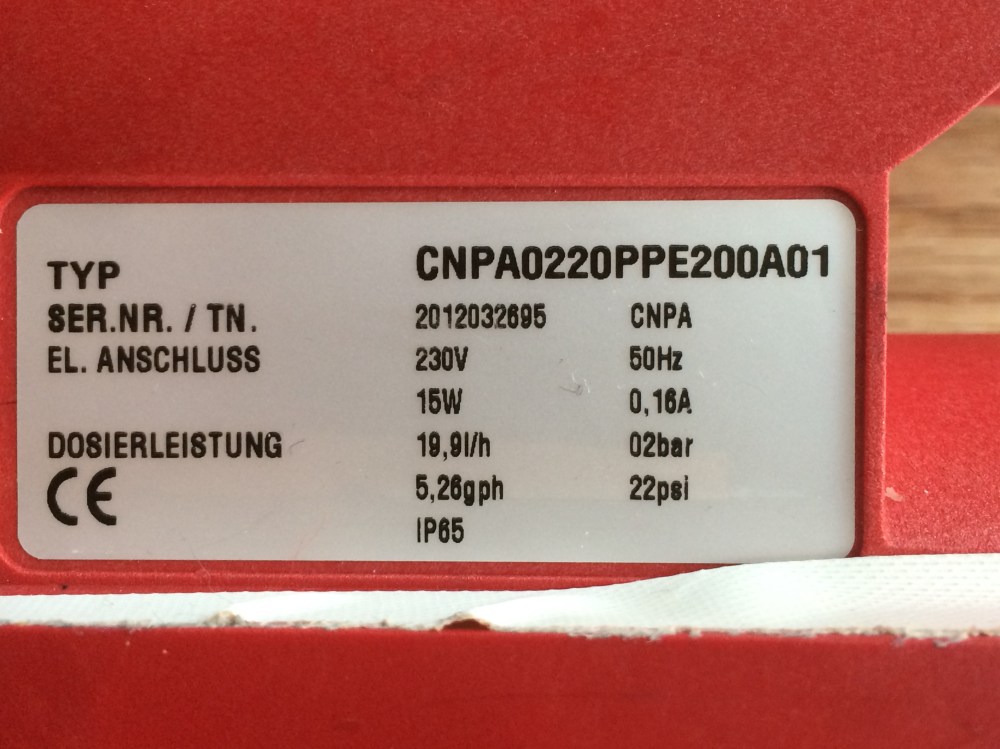 TYP CNPA0220PPE200A01
SER.NR. / TN. 2012032695 CNPA
EL. ANSCHLUSS 230V 50Hz
15W 0,16A
DOSIERLEISTUNG 19,9l/h 02bar
CE 5,26gph 22psi
IP65